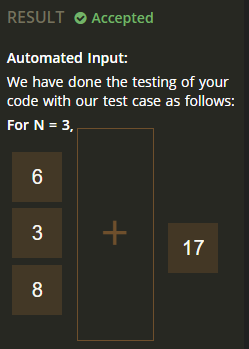 RESULT Accepted
Automated Input:
We have done the testing of your
code with our test case as follows:
For N = 3,
6
3
+
17
8